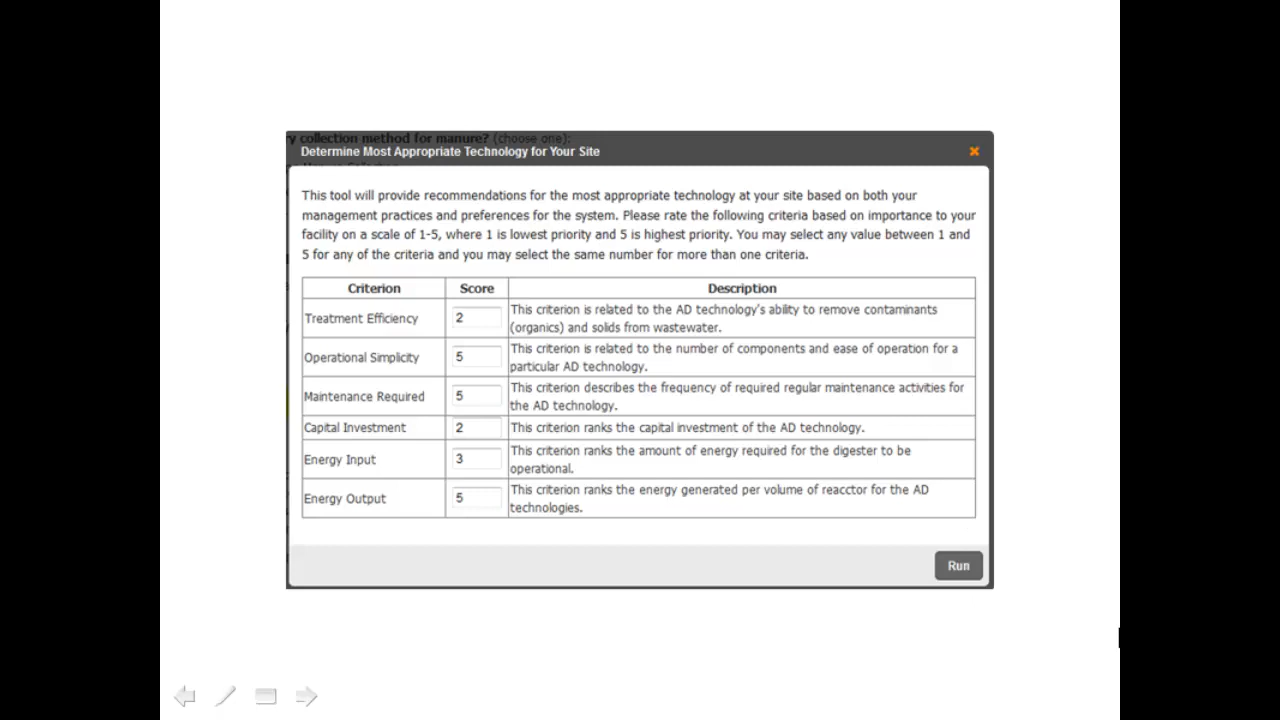 ry collection method for manure? (choose one):
Determine Most Appropriate Technology for Your Site
This tool will provide recommendations for the most appropriate technology at your site based on both your
management practices and preferences for the system. Please rate the following criteria based on importance to your
facility on a scale of 1-5, where 1 is lowest priority and 5 is highest priority. You may select any value between 1 and
5 for any of the criteria and you may select the same number for more than one criteria.
Criterion Score Description
Treatment Efficiency 2 This criterion is related to the AD technology's ability to remove contaminants
(organics) and solids from wastewater.
Operational Simplicity 5 This criterion is related to the number of components and ease of operation for a
particular AD technology.
Maintenance Required 5 This criterion describes the frequency of required regular maintenance activities for
the AD technology.
Capital Investment 2 This criterion ranks the capital investment of the AD technology.
Energy Input 3 This criterion ranks the amount of energy required for the digester to be
operational.
Energy Output 5 This criterion ranks the energy generated per volume of reacctor for the AD
technologies.
Run